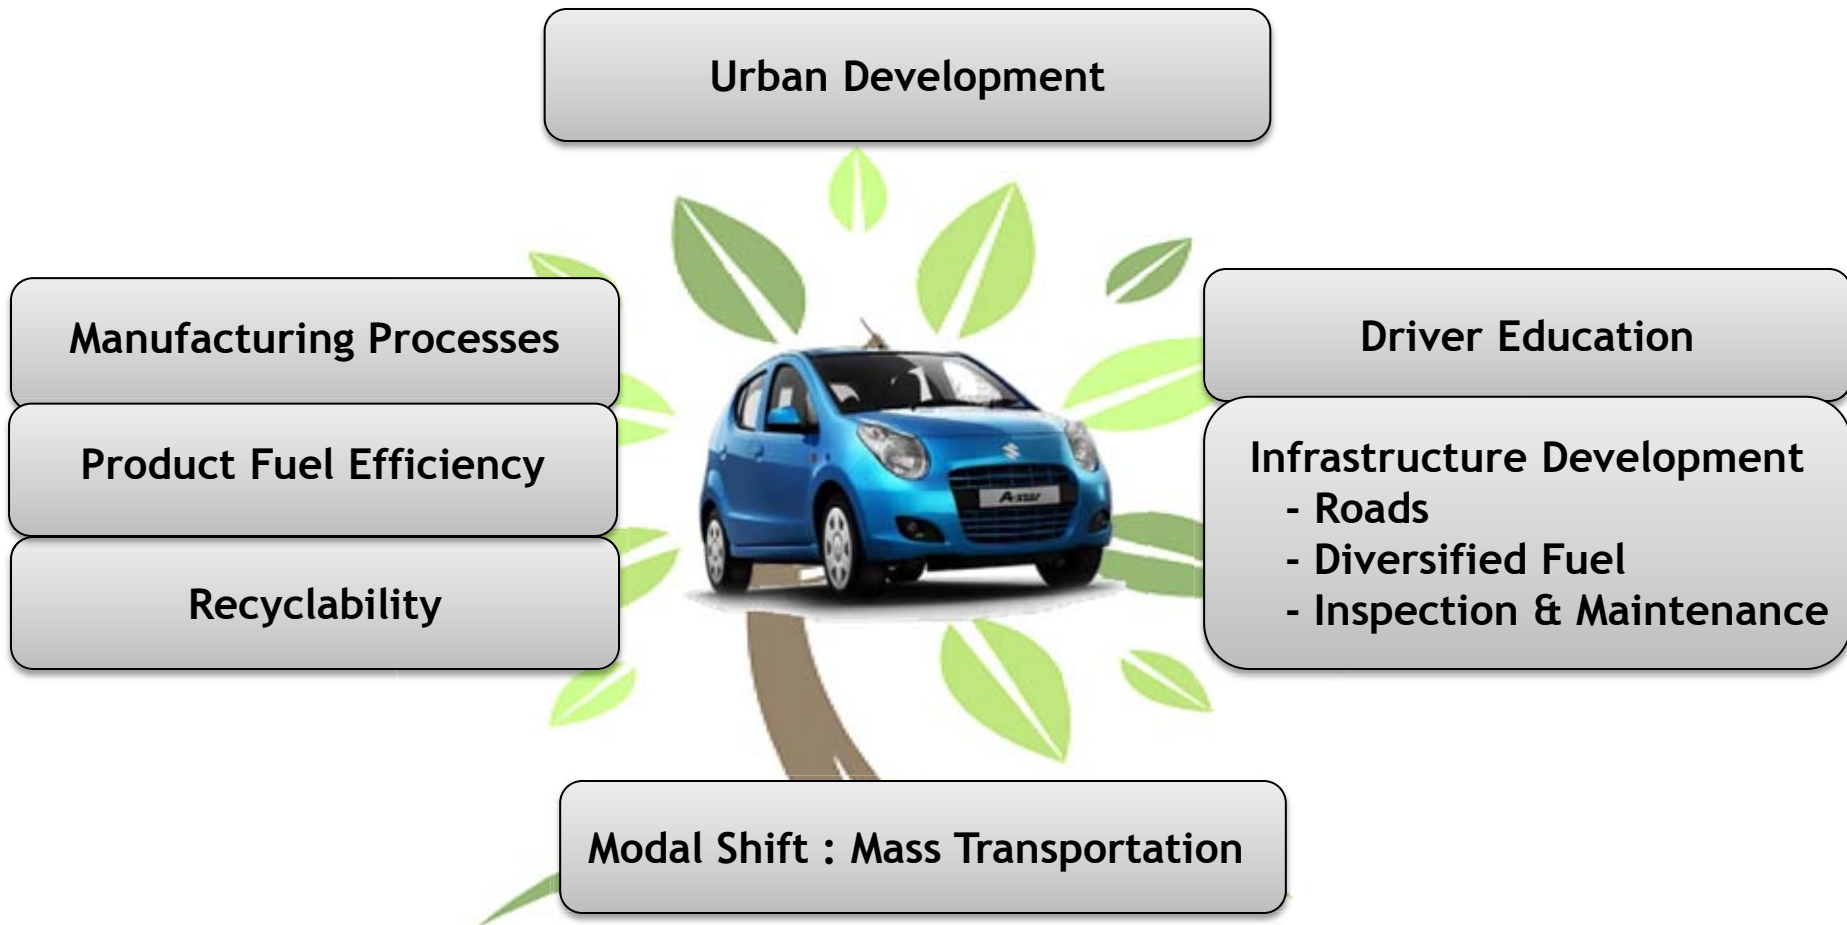 Urban Development
Manufacturing Processes
Product Fuel Efficiency
Recyclability
Driver Education
Infrastructure Development
- Roads
- Diversified Fuel
- Inspection & Maintenance
A-star
Modal Shift : Mass Transportation